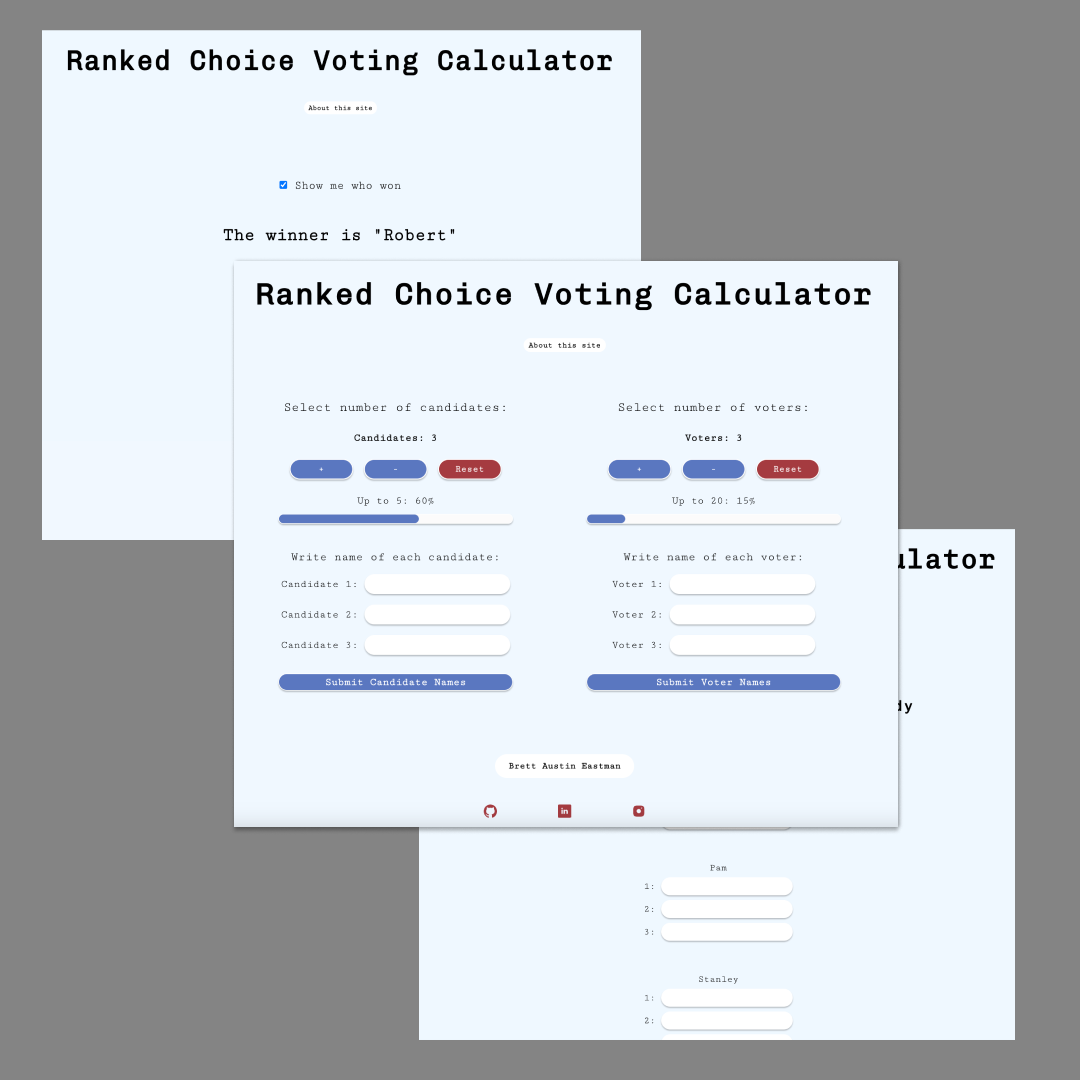 Ranked Choice Voting Calculator
About this site
Show me who won
The winner is "Robert"
Ranked Choice Voting Calculator
About this site
Select number of candidates:
Candidates: 3
+ - Reset
Up to 5: 60%
Write name of each candidate:
Candidate 1:
Candidate 2:
Candidate 3:
Submit Candidate Names
Select number of voters:
Voters: 3
+ - Reset
Up to 20: 15%
Write name of each voter:
Voter 1:
Voter 2:
Voter 3:
Submit Voter Names
Brett Austin Eastman
in
ulator
dy
Pam
1:
2:
3:
Stanley
1:
2: